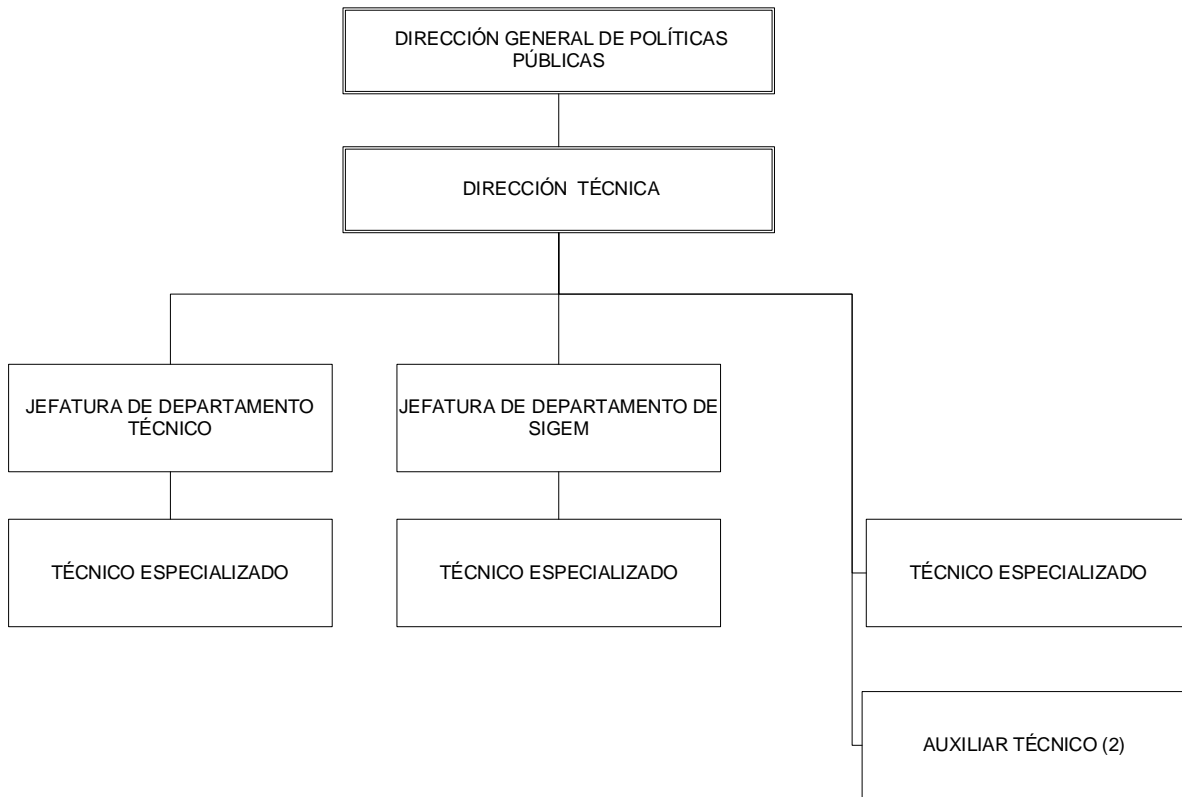 DIRECCIÓN GENERAL DE POLÍTICAS
PÚBLICAS
DIRECCIÓN TÉCNICA
JEFATURA DE DEPARTAMENTO
TÉCNICO
JEFATURA DE DEPARTAMENTO DE
SIGEM
TÉCNICO ESPECIALIZADO
TÉCNICO ESPECIALIZADO
TÉCNICO ESPECIALIZADO
AUXILIAR TÉCNICO (2)